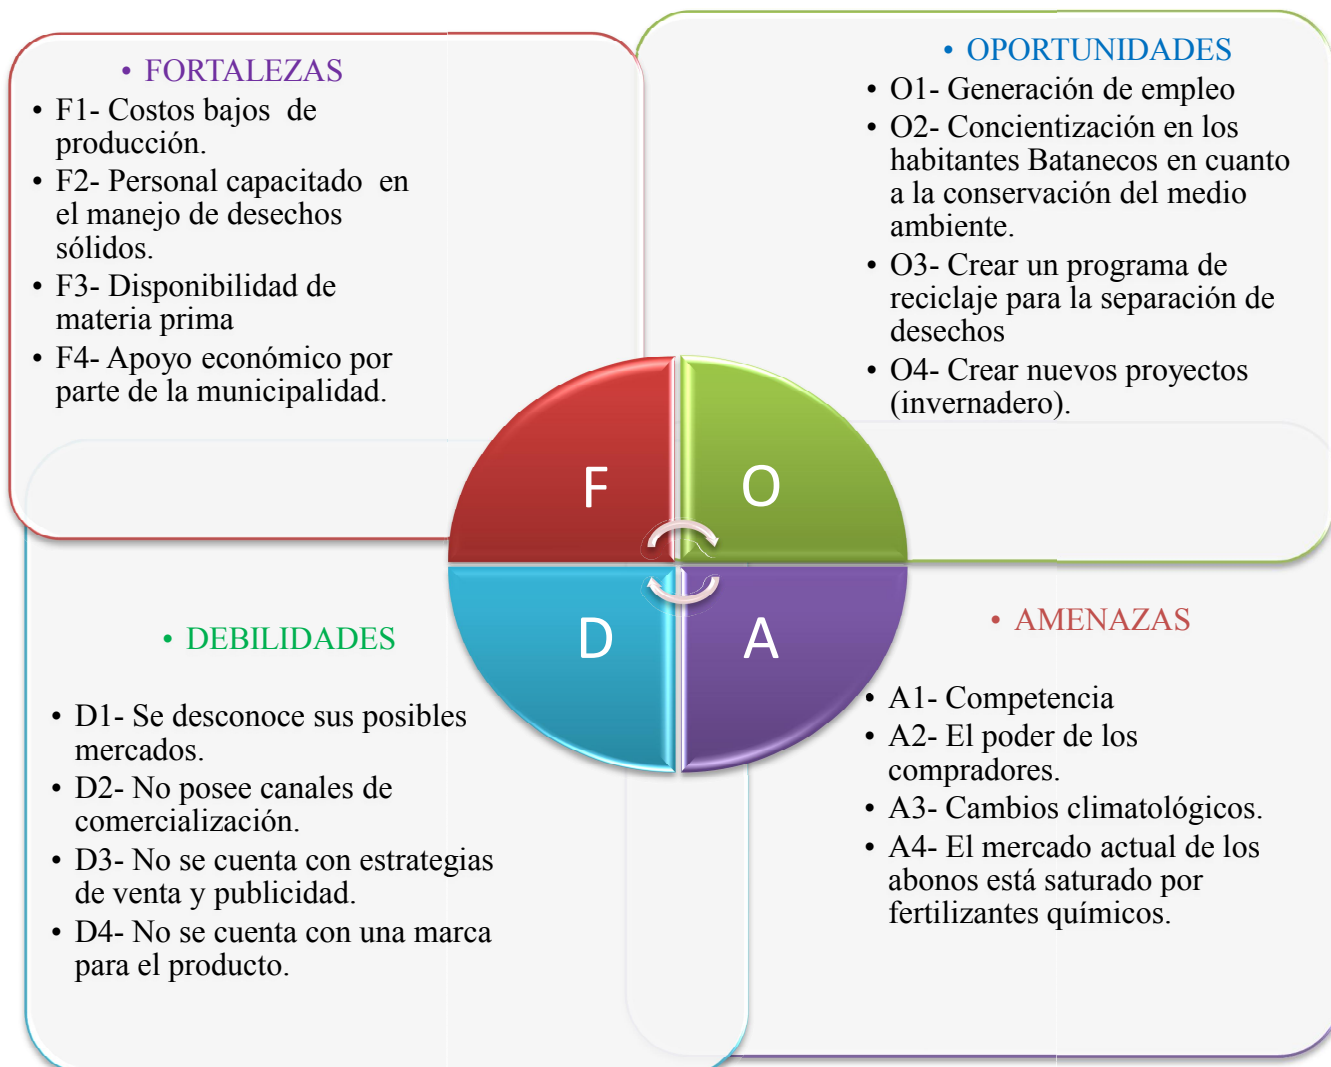 • FORTALEZAS
• F1- Costos bajos de
producción.
• F2- Personal capacitado en
el manejo de desechos
sólidos.
• F3- Disponibilidad de
materia prima
• F4- Apoyo económico por
parte de la municipalidad.
• OPORTUNIDADES
• O1- Generación de empleo
• O2- Concientización en los
habitantes Batanecos en cuanto
a la conservación del medio
ambiente.
• O3- Crear un programa de
reciclaje para la separación de
desechos
• O4- Crear nuevos proyectos
(invernadero).
F
O
D
A
• DEBILIDADES
• D1- Se desconoce sus posibles
mercados.
• D2- No posee canales de
comercialización.
• D3- No se cuenta con estrategias
de venta y publicidad.
• D4- No se cuenta con una marca
para el producto.
• AMENAZAS
• A1- Competencia
• A2- El poder de los
compradores.
• A3- Cambios climatológicos.
• A4- El mercado actual de los
abonos está saturado por
fertilizantes químicos.